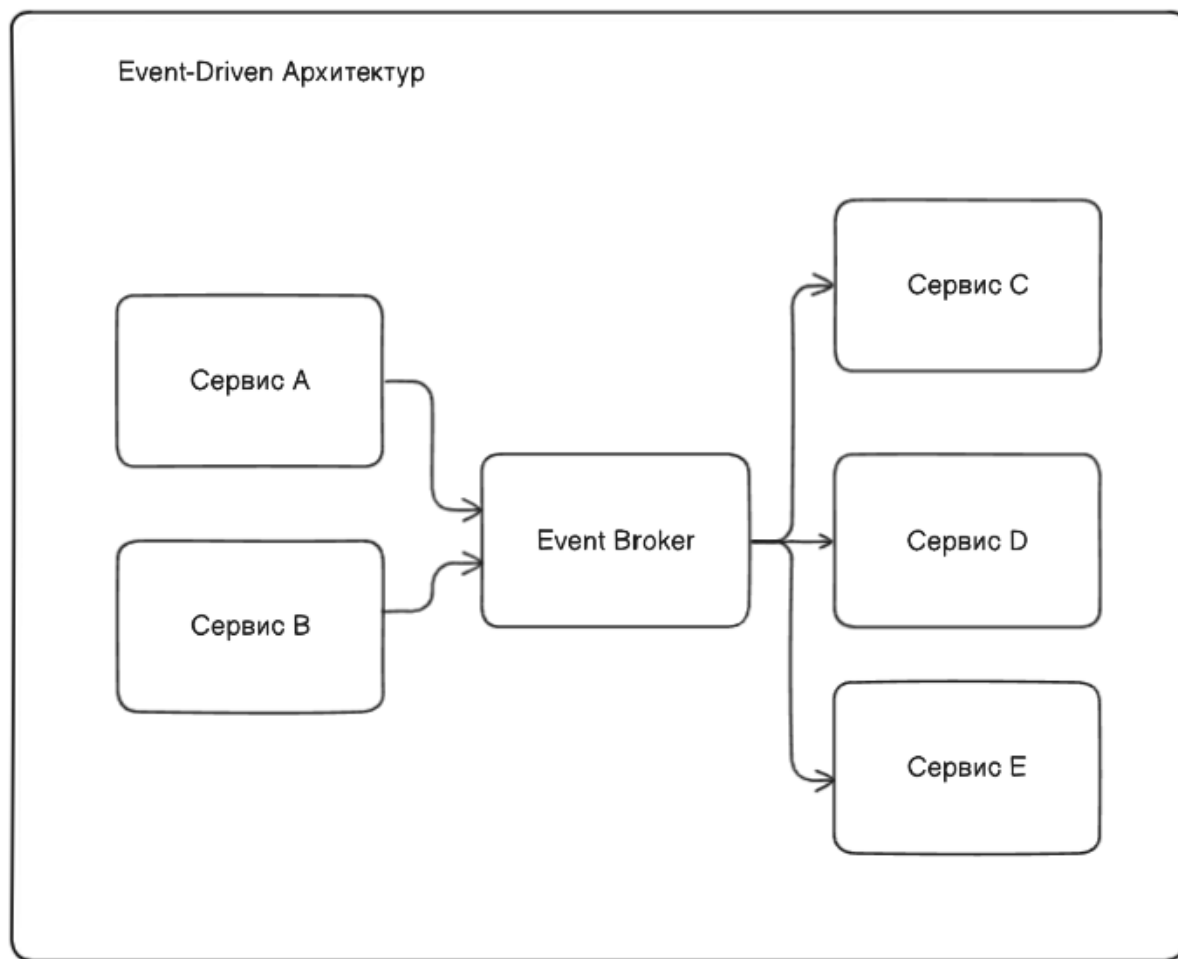 Event-Driven Архитектур
Сервис C
Сервис A
Event Broker
Сервис D
Сервис B
Сервис E